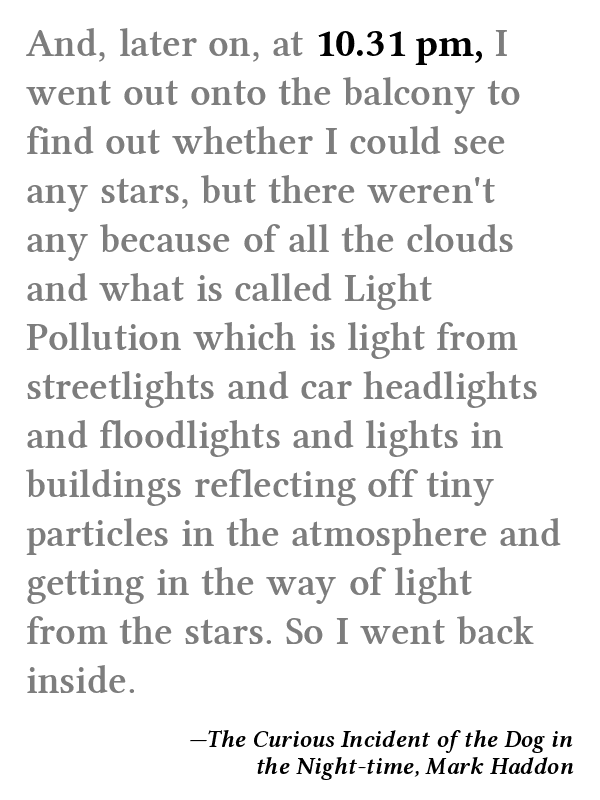 And, later on, at 10.31 pm, I
went out onto the balcony to
find out whether I could see
any stars, but there weren't
any because of all the clouds
and what is called Light
Pollution which is light from
streetlights and car headlights
and floodlights and lights in
buildings reflecting off tiny
particles in the atmosphere and
getting in the way of light
from the stars. So I went back
inside.
—The Curious Incident of the Dog in
the Night-time, Mark Haddon